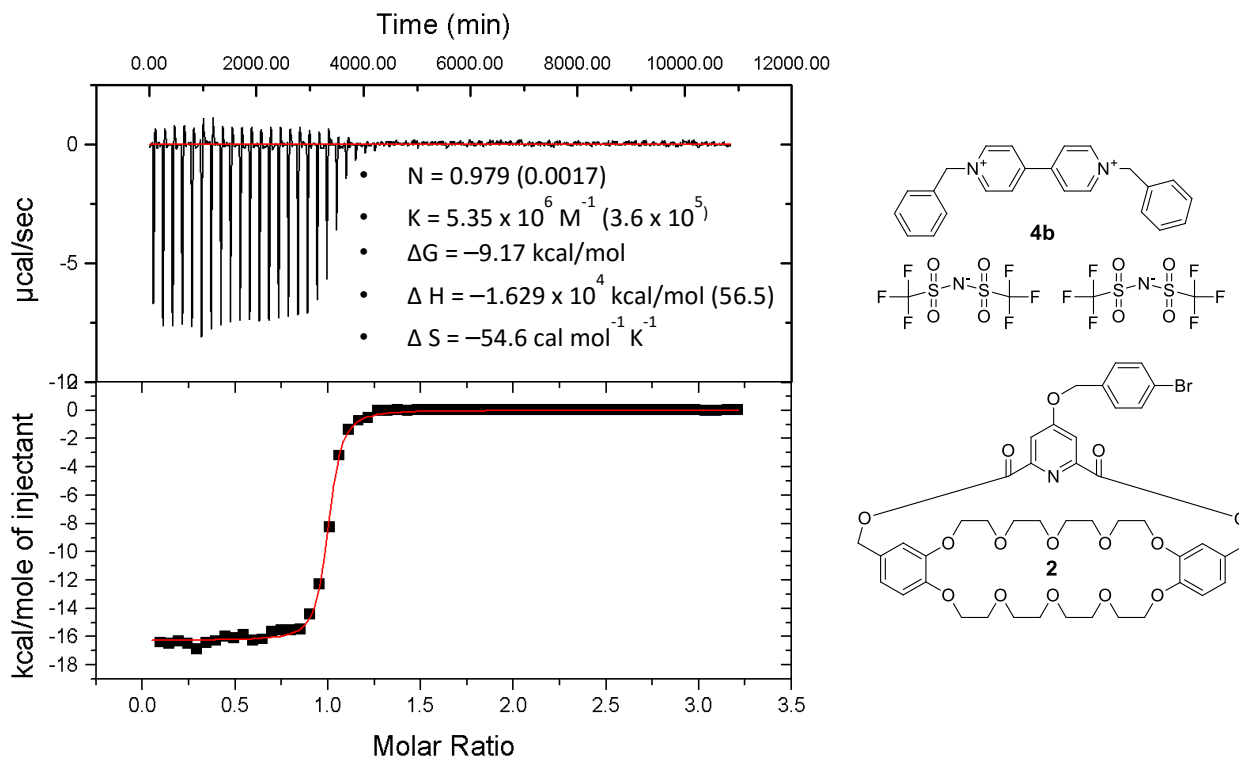 Time (min)
0.00 2000.00 4000.00 6000.00 8000.00 10000.00 12000.00
0
-5
-10
µcal/sec
• N = 0.979 (0.0017)
• K = 5.35 x 10^6 M^-1 (3.6 x 10^5)
• ΔG = –9.17 kcal/mol
• Δ H = –1.629 x 10^4 kcal/mol (56.5)
• Δ S = –54.6 cal mol^-1 K^-1
2
0
-2
-4
-6
-8
-10
-12
-14
-16
-18
kcal/mole of injectant
0.0 0.5 1.0 1.5 2.0 2.5 3.0 3.5
Molar Ratio
N+ N+
4b
F O O F F O O F
F S N- S F F S N- S F
F O O F F O O F
Br
O
O O
N
O O
O O O O O
2
O O O O O